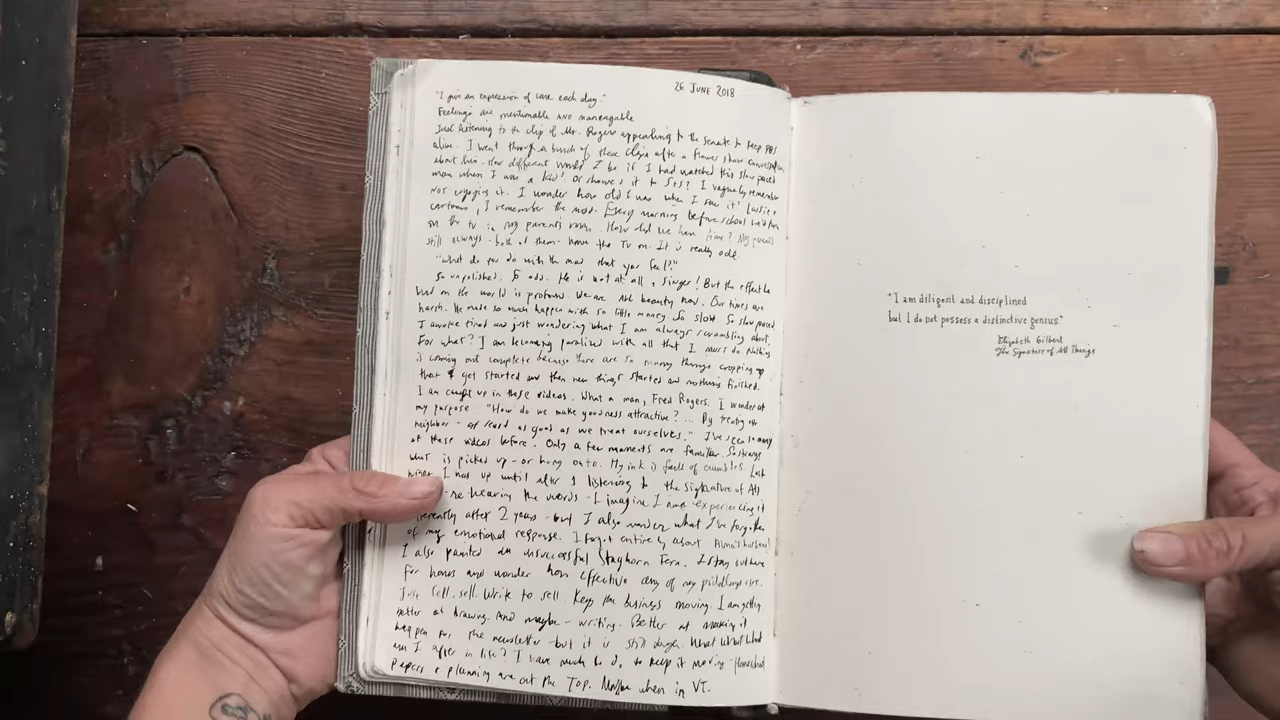 26 JUNE 2018
"I give an expression of care each day."
Feelings are mentionable AND manageable
Just listening to the clip of Mr. Rogers appealing to the Senate to keep PBS
alive. I went through a bunch of these clips after a
about him. How different would I be if I had watched this slow paced
man when I was a kid? Or shown it to I vaguely remember
NOT enjoying it. I wonder how old I was when I saw it?
cartoons, I remember the most. Every morning before school
on the TV in my parents room. How did we have time? My parents
still always - both of them - have the TV on. It is really odd.
"What do you do with the mad that you feel?"
So unpolished. So odd. He is not at all a singer! But the effect he
had on the world is profound. We are All beauty now. Our times are
harsh. He made so much happen with so little money. So slow. So slow paced.
I awoke tired and just wondering what I am always scrambling about.
For what? I am becoming paralized with all that I must do. Nothing
is coming out complete because there are so many things cropping up
that I get started and then new things started and nothing finished.
I am caught up in these videos. What a man, Fred Rogers. I wonder at
my purpose. "How do we make goodness attractive? ... By treating our
neighbor - at least as good as we treat ourselves." I've seen so many
of these videos before. Only a few moments are familiar. So strange
what is picked up - or hung onto. My ink is full of crumbles. Last
I was up until after 1 listening to the Signature of All
re hearing the words - I imagine I am experiencing it
after 2 years - but I also wonder what I've forgotten
of my emotional response. I forgot entirely about Alma's husband
I also painted an unsuccessful Staghorn Fern. I stay out here
for hours and wonder how effective any of my piddlings are.
Just sell, sell. Write to sell. Keep the business moving. I am getting
better at drawing. And maybe - writing. Better at making it
happen for the newsletter - but it is still What what what
am I after in life? I have much to do to keep it moving -
papers & planning are at the TOP. Maybe when in VT.
"I am diligent and disciplined
but I do not possess a distinctive genius"
Elizabeth Gilbert
The Signature of All Things